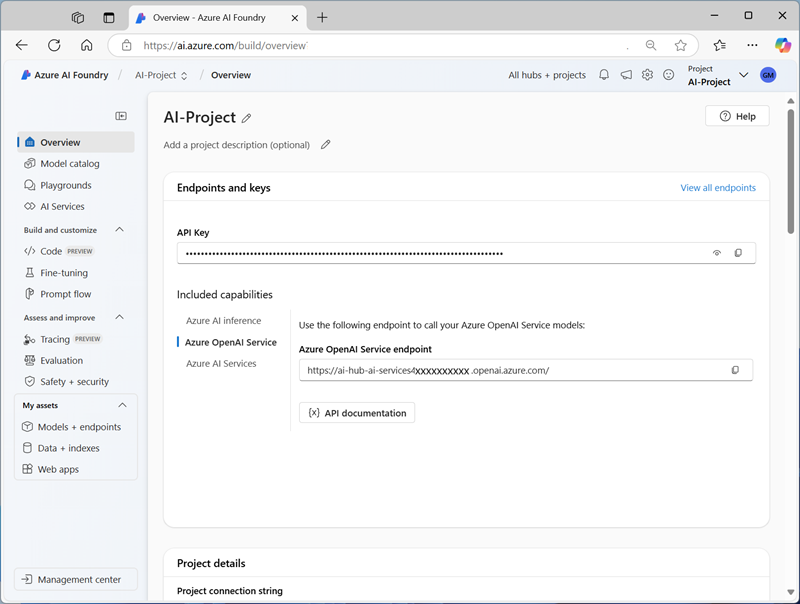 Overview - Azure AI Foundry
https://ai.azure.com/build/overview
Azure AI Foundry / AI-Project / Overview
All hubs + projects
Project
AI-Project
GM
AI-Project
Help
Add a project description (optional)
Overview
Model catalog
Playgrounds
AI Services
Build and customize
Code PREVIEW
Fine-tuning
Prompt flow
Assess and improve
Tracing PREVIEW
Evaluation
Safety + security
My assets
Models + endpoints
Data + indexes
Web apps
Management center
Endpoints and keys
View all endpoints
API Key
Included capabilities
Azure AI inference
Azure OpenAI Service
Azure AI Services
Use the following endpoint to call your Azure OpenAI Service models:
Azure OpenAI Service endpoint
https://ai-hub-ai-services4xxxxxxxxxx.openai.azure.com/
{x} API documentation
Project details
Project connection string